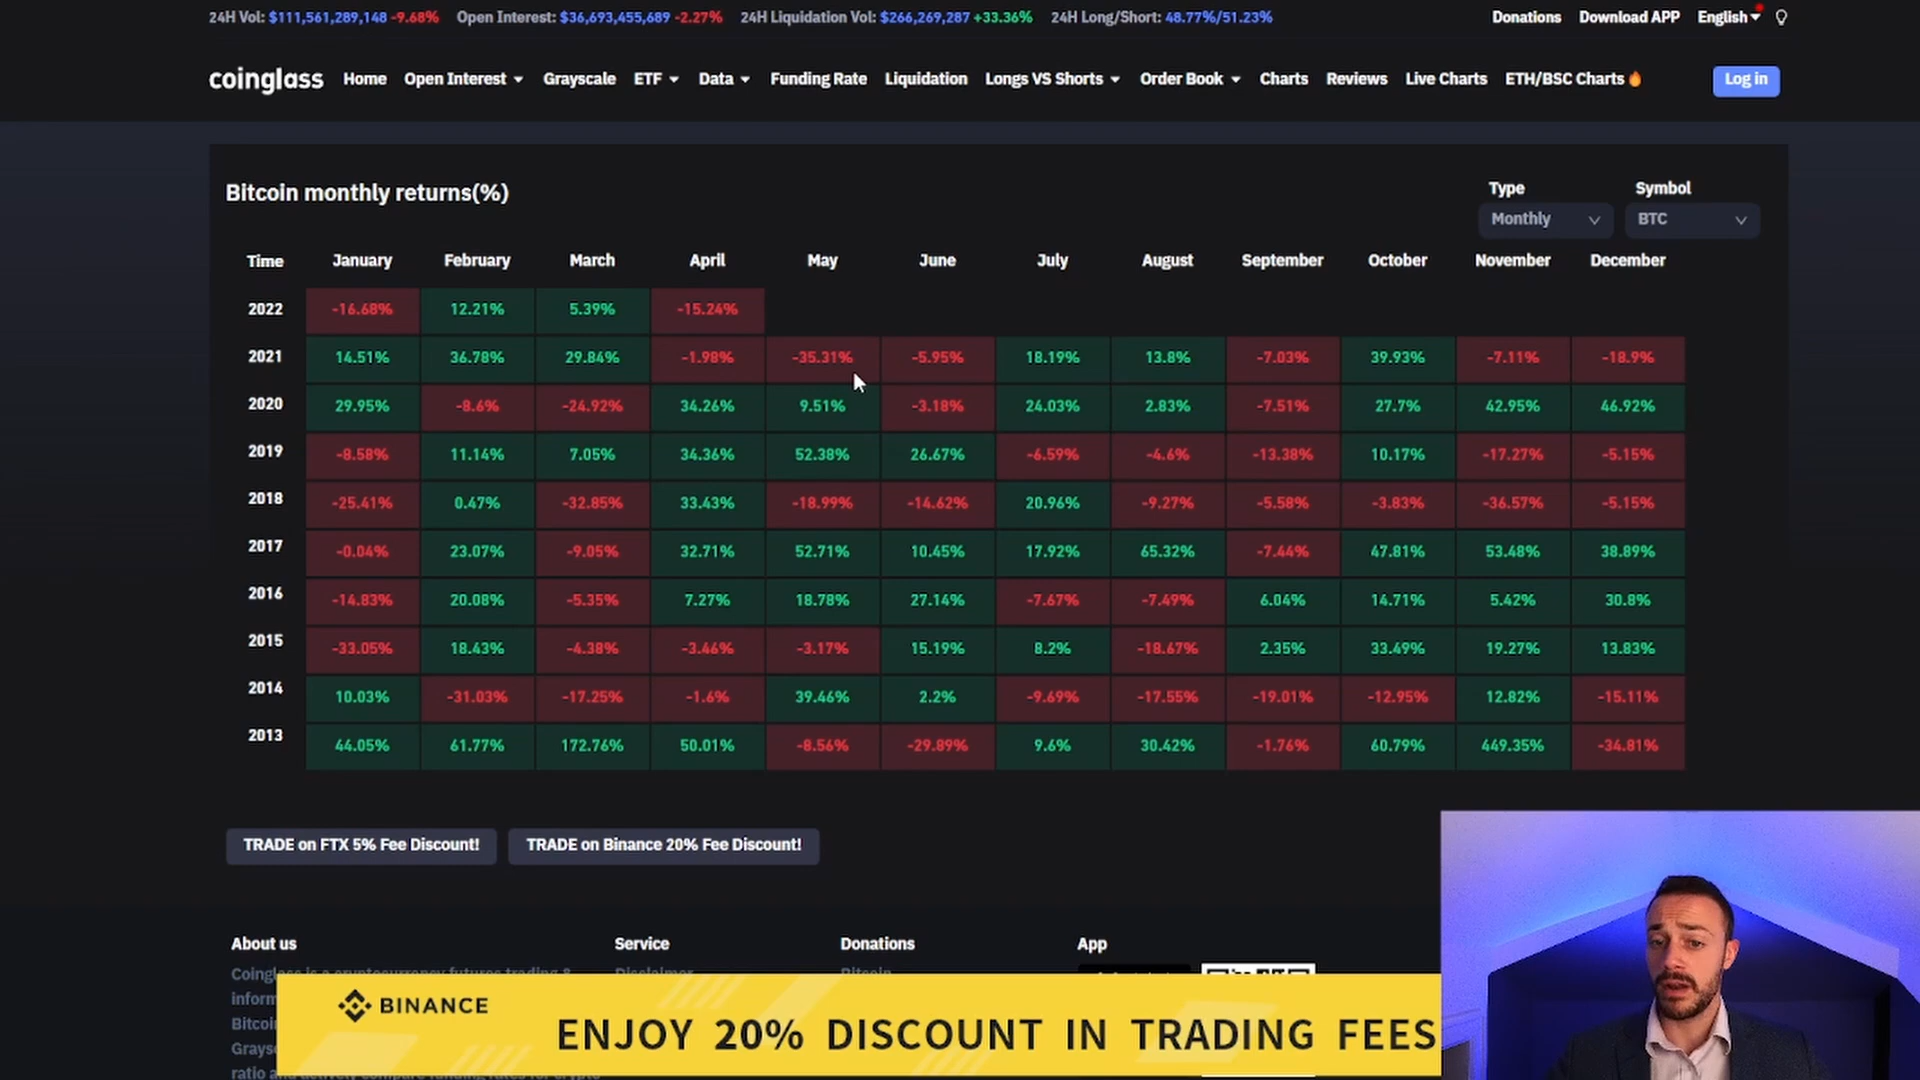 24H Vol: $111,561,289,148 -9.68% Open Interest: $36,693,455,689 -2.27% 24H Liquidation Vol: $266,269,287 +33.36% 24H Long/Short: 48.77%/51.23% Donations Download APP English
coinglass Home Open Interest Grayscale ETF Data Funding Rate Liquidation Longs VS Shorts Order Book Charts Reviews Live Charts ETH/BSC Charts Log in
Bitcoin monthly returns(%)
Type Symbol
Monthly BTC
Time January February March April May June July August September October November December
2022 -16.68% 12.21% 5.39% -15.24%
2021 14.51% 36.78% 29.84% -1.98% -35.31% -5.95% 18.19% 13.8% -7.03% 39.93% -7.11% -18.9%
2020 29.95% -8.6% -24.92% 34.26% 9.51% -3.18% 24.03% 2.83% -7.51% 27.7% 42.95% 46.92%
2019 -8.58% 11.14% 7.05% 34.36% 52.38% 26.67% -6.59% -4.6% -13.38% 10.17% -17.27% -5.15%
2018 -25.41% 0.47% -32.85% 33.43% -18.99% -14.62% 20.96% -9.27% -5.58% -3.83% -36.57% -5.15%
2017 -0.04% 23.07% -9.05% 32.71% 52.71% 10.45% 17.92% 65.32% -7.44% 47.81% 53.48% 38.89%
2016 -14.83% 20.08% -5.35% 7.27% 18.78% 27.14% -7.67% -7.49% 6.04% 14.71% 5.42% 30.8%
2015 -33.05% 18.43% -4.38% -3.46% -3.17% 15.19% 8.2% -18.67% 2.35% 33.49% 19.27% 13.83%
2014 10.03% -31.03% -17.25% -1.6% 39.46% 2.2% -9.69% -17.55% -19.01% -12.95% 12.82% -15.11%
2013 44.05% 61.77% 172.76% 50.01% -8.56% -29.89% 9.6% 30.42% -1.76% 60.79% 449.35% -34.81%
TRADE on FTX 5% Fee Discount! TRADE on Binance 20% Fee Discount!
About us Service Donations App
BINANCE
ENJOY 20% DISCOUNT IN TRADING FEES